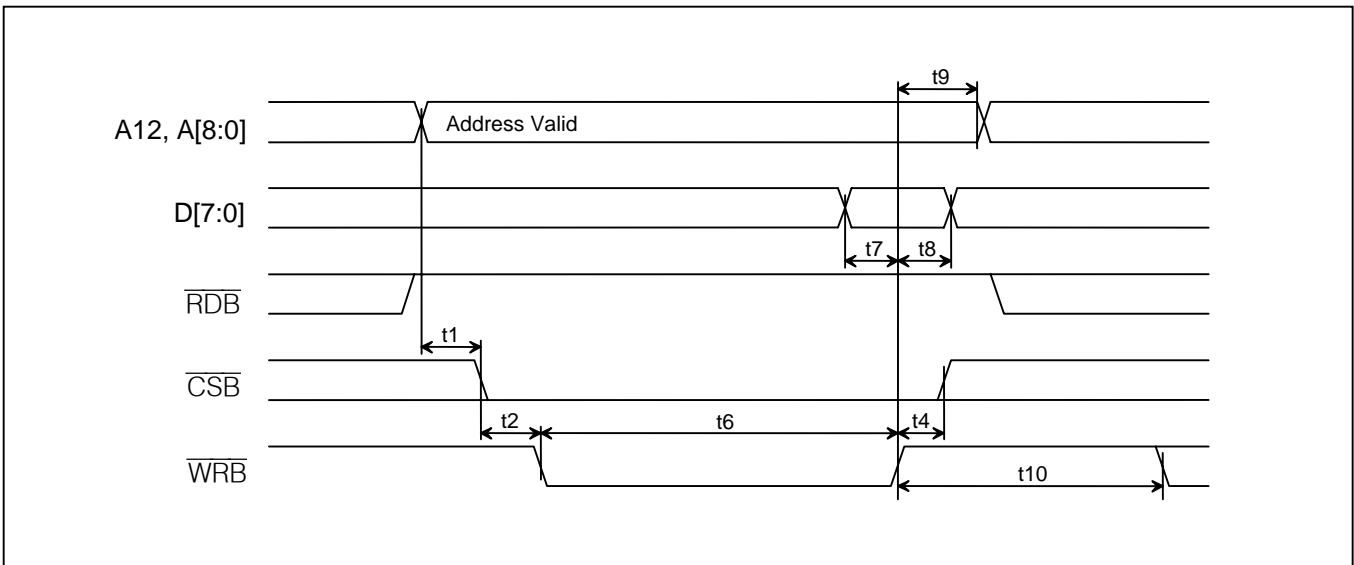 t9
A12, A[8:0]
Address Valid
D[7:0]
t7
t8
RDB
t1
CSB
t2
t6
t4
WRB
t10